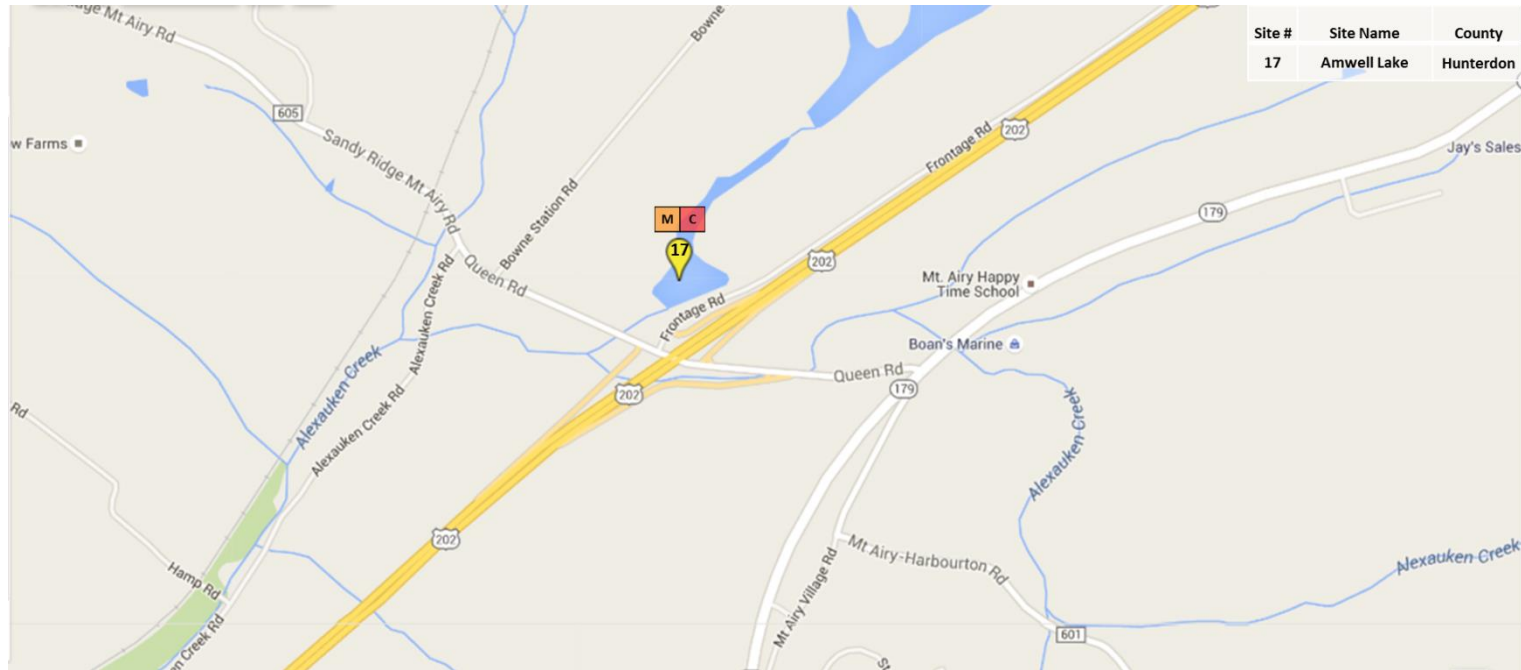 Site # Site Name County
17 Amwell Lake Hunterdon
Mt Airy Rd
Bowne
605
Sandy Ridge Mt Airy Rd
w Farms
Frontage Rd
202
Jay's Sales
Bowne Station Rd
M C
17
179
Queen Rd
202
Mt. Airy Happy
Time School
Frontage Rd
Alexauken Creek Rd
Boan's Marine
Queen Rd
179
202
Alexauken Creek
Alexauken Creek Rd
Rd
Alexauken Creek
202
Mt Airy-Harbourton Rd
Alexauken Creek
Hamp Rd
Mt Airy Village Rd
601
Creek Rd